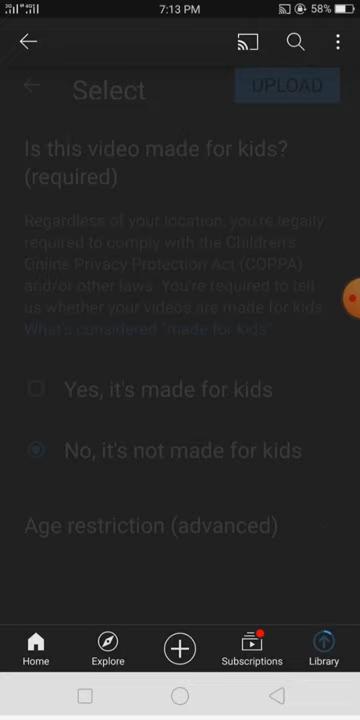 3G 4G 7:13 PM 58%
Select UPLOAD
Is this video made for kids?
(required)
Regardless of your location, you're legally
required to comply with the Children's
Online Privacy Protection Act (COPPA)
and/or other laws. You're required to tell
us whether your videos are made for kids.
What's considered "made for kids"
Yes, it's made for kids
No, it's not made for kids
Age restriction (advanced)
Home Explore Subscriptions Library